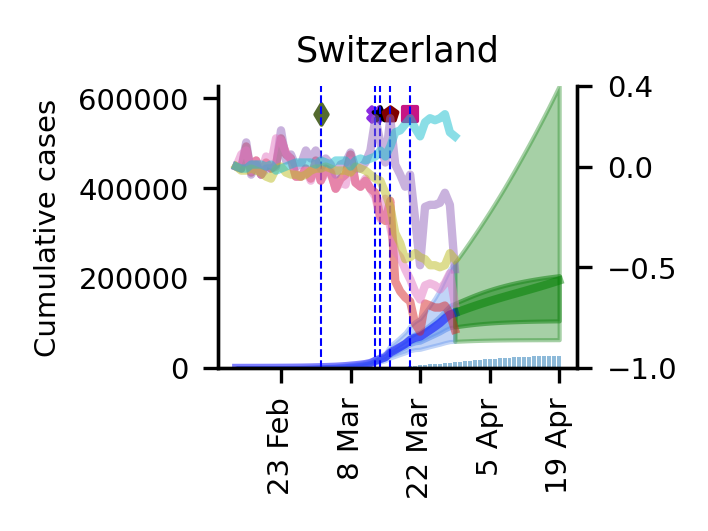 Switzerland
Cumulative cases
600000
400000
200000
0
0.4
0.0
−0.5
−1.0
23 Feb
8 Mar
22 Mar
5 Apr
19 Apr